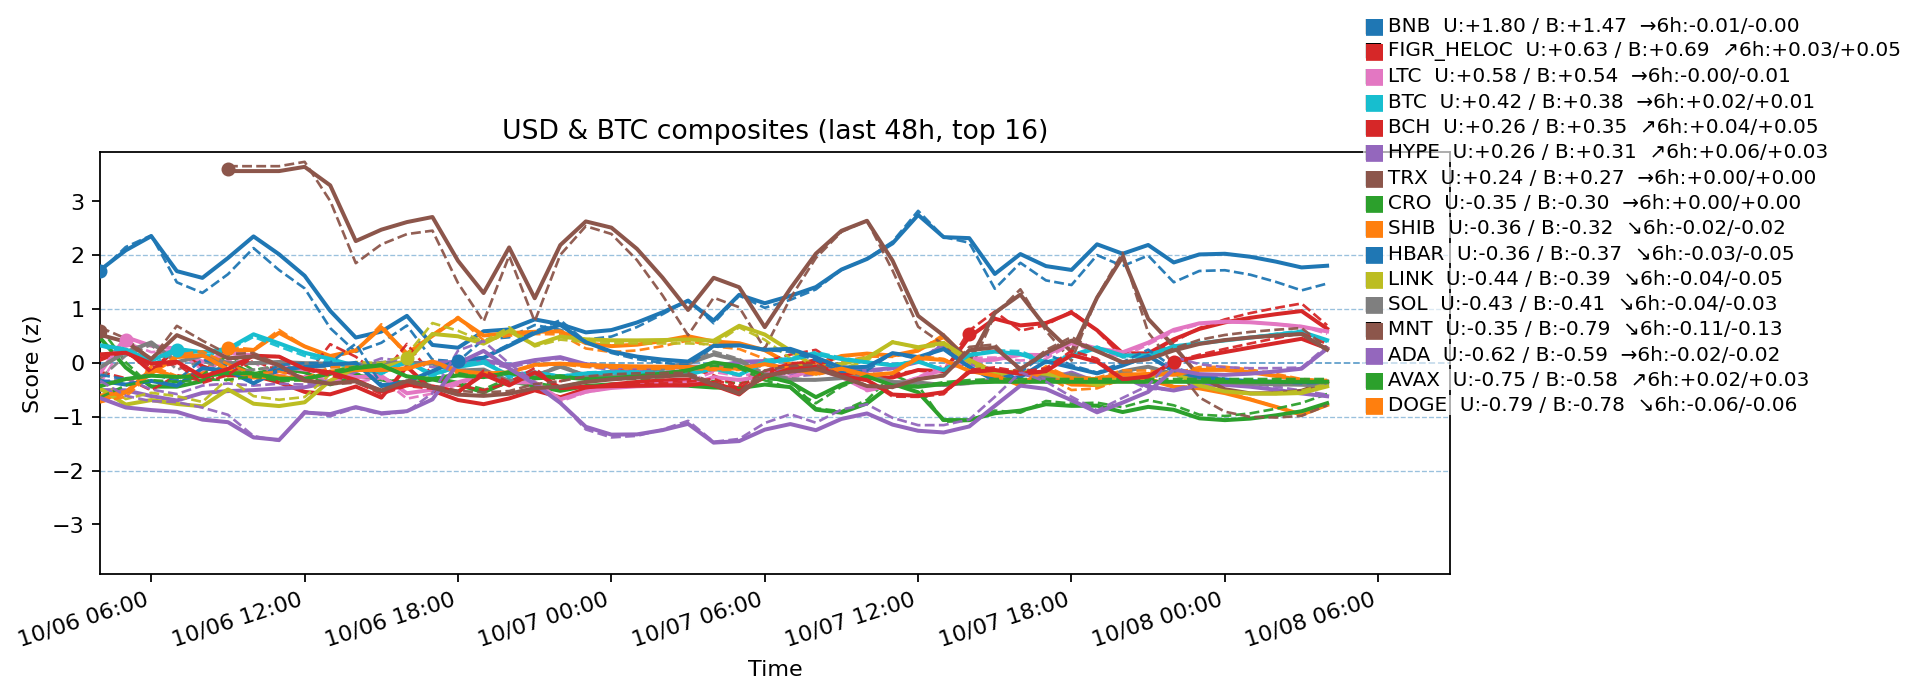 BNB  U:+1.80 / B:+1.47  →6h:-0.01/-0.00
FIGR_HELOC  U:+0.63 / B:+0.69  ↗6h:+0.03/+0.05
LTC  U:+0.58 / B:+0.54  →6h:-0.00/-0.01
BTC  U:+0.42 / B:+0.38  →6h:+0.02/+0.01
BCH  U:+0.26 / B:+0.35  ↗6h:+0.04/+0.05
HYPE  U:+0.26 / B:+0.31  ↗6h:+0.06/+0.03
TRX  U:+0.24 / B:+0.27  →6h:+0.00/+0.00
CRO  U:-0.35 / B:-0.30  →6h:+0.00/+0.00
SHIB  U:-0.36 / B:-0.32  ↘6h:-0.02/-0.02
HBAR  U:-0.36 / B:-0.37  ↘6h:-0.03/-0.05
LINK  U:-0.44 / B:-0.39  ↘6h:-0.04/-0.05
SOL  U:-0.43 / B:-0.41  ↘6h:-0.04/-0.03
MNT  U:-0.35 / B:-0.79  ↘6h:-0.11/-0.13
ADA  U:-0.62 / B:-0.59  →6h:-0.02/-0.02
AVAX  U:-0.75 / B:-0.58  ↗6h:+0.02/+0.03
DOGE  U:-0.79 / B:-0.78  ↘6h:-0.06/-0.06
USD & BTC composites (last 48h, top 16)
Score (z)
3
2
1
0
−1
−2
−3
10/06 06:00
10/06 12:00
10/06 18:00
10/07 00:00
10/07 06:00
10/07 12:00
10/07 18:00
10/08 00:00
10/08 06:00
Time